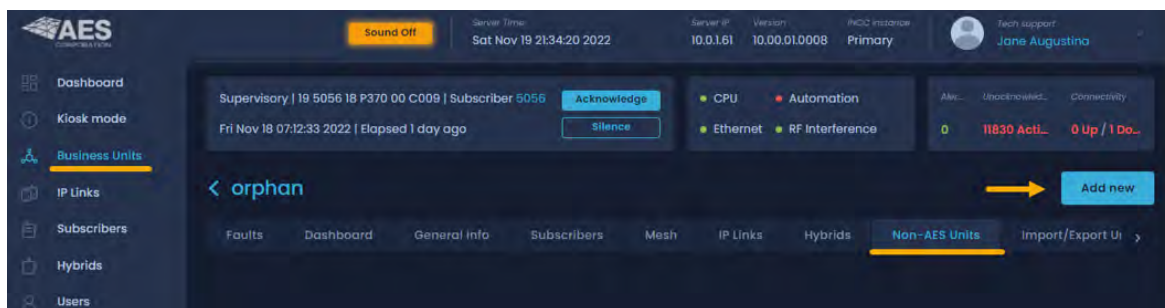 AES
CORPORATION
Sound Off
Server Time
Sat Nov 19 21:34:20 2022
Server IP
10.0.1.61
Version
10.00.01.0008
INCC Instance
Primary
Tech support
Jane Augustina
Dashboard
Kiosk mode
Business Units
IP Links
Subscribers
Hybrids
Users
Supervisory | 19 5056 18 P370 00 C009 | Subscriber 5056
Acknowledge
Fri Nov 18 07:12:33 2022 | Elapsed 1 day ago
Silence
CPU
Automation
Ethernet
RF Interference
Aler...
Unacknowled...
Connectivity
0
11830 Acti...
0 Up / 1 Do...
< orphan
Add new
Faults
Dashboard
General info
Subscribers
Mesh
IP Links
Hybrids
Non-AES Units
Import/Export Ui
>